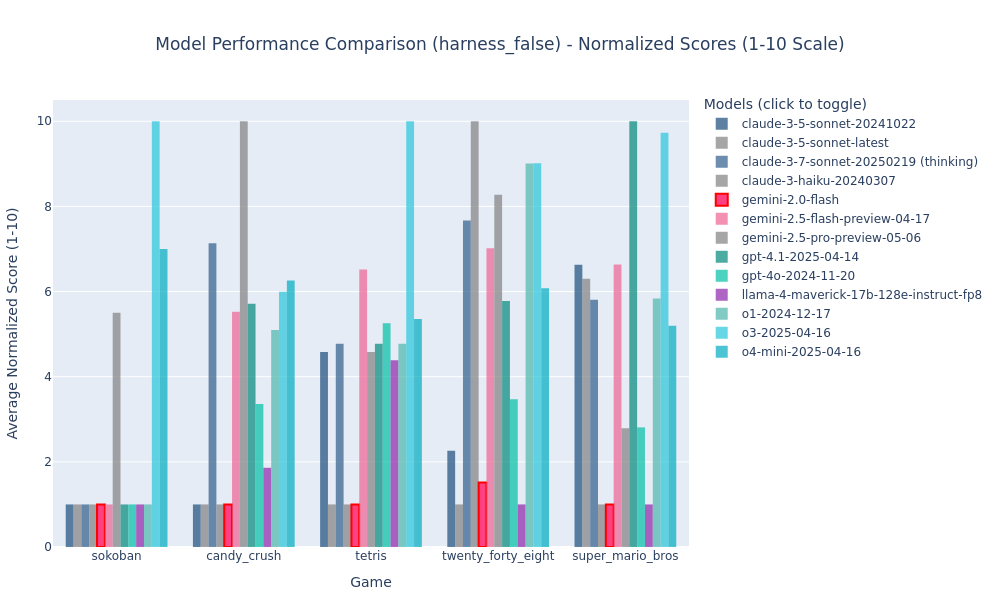 Model Performance Comparison (harness_false) - Normalized Scores (1-10 Scale)
Average Normalized Score (1-10)
10
8
6
4
2
0
sokoban
candy_crush
tetris
twenty_forty_eight
super_mario_bros
Game
Models (click to toggle)
claude-3-5-sonnet-20241022
claude-3-5-sonnet-latest
claude-3-7-sonnet-20250219 (thinking)
claude-3-haiku-20240307
gemini-2.0-flash
gemini-2.5-flash-preview-04-17
gemini-2.5-pro-preview-05-06
gpt-4.1-2025-04-14
gpt-4o-2024-11-20
llama-4-maverick-17b-128e-instruct-fp8
o1-2024-12-17
o3-2025-04-16
o4-mini-2025-04-16